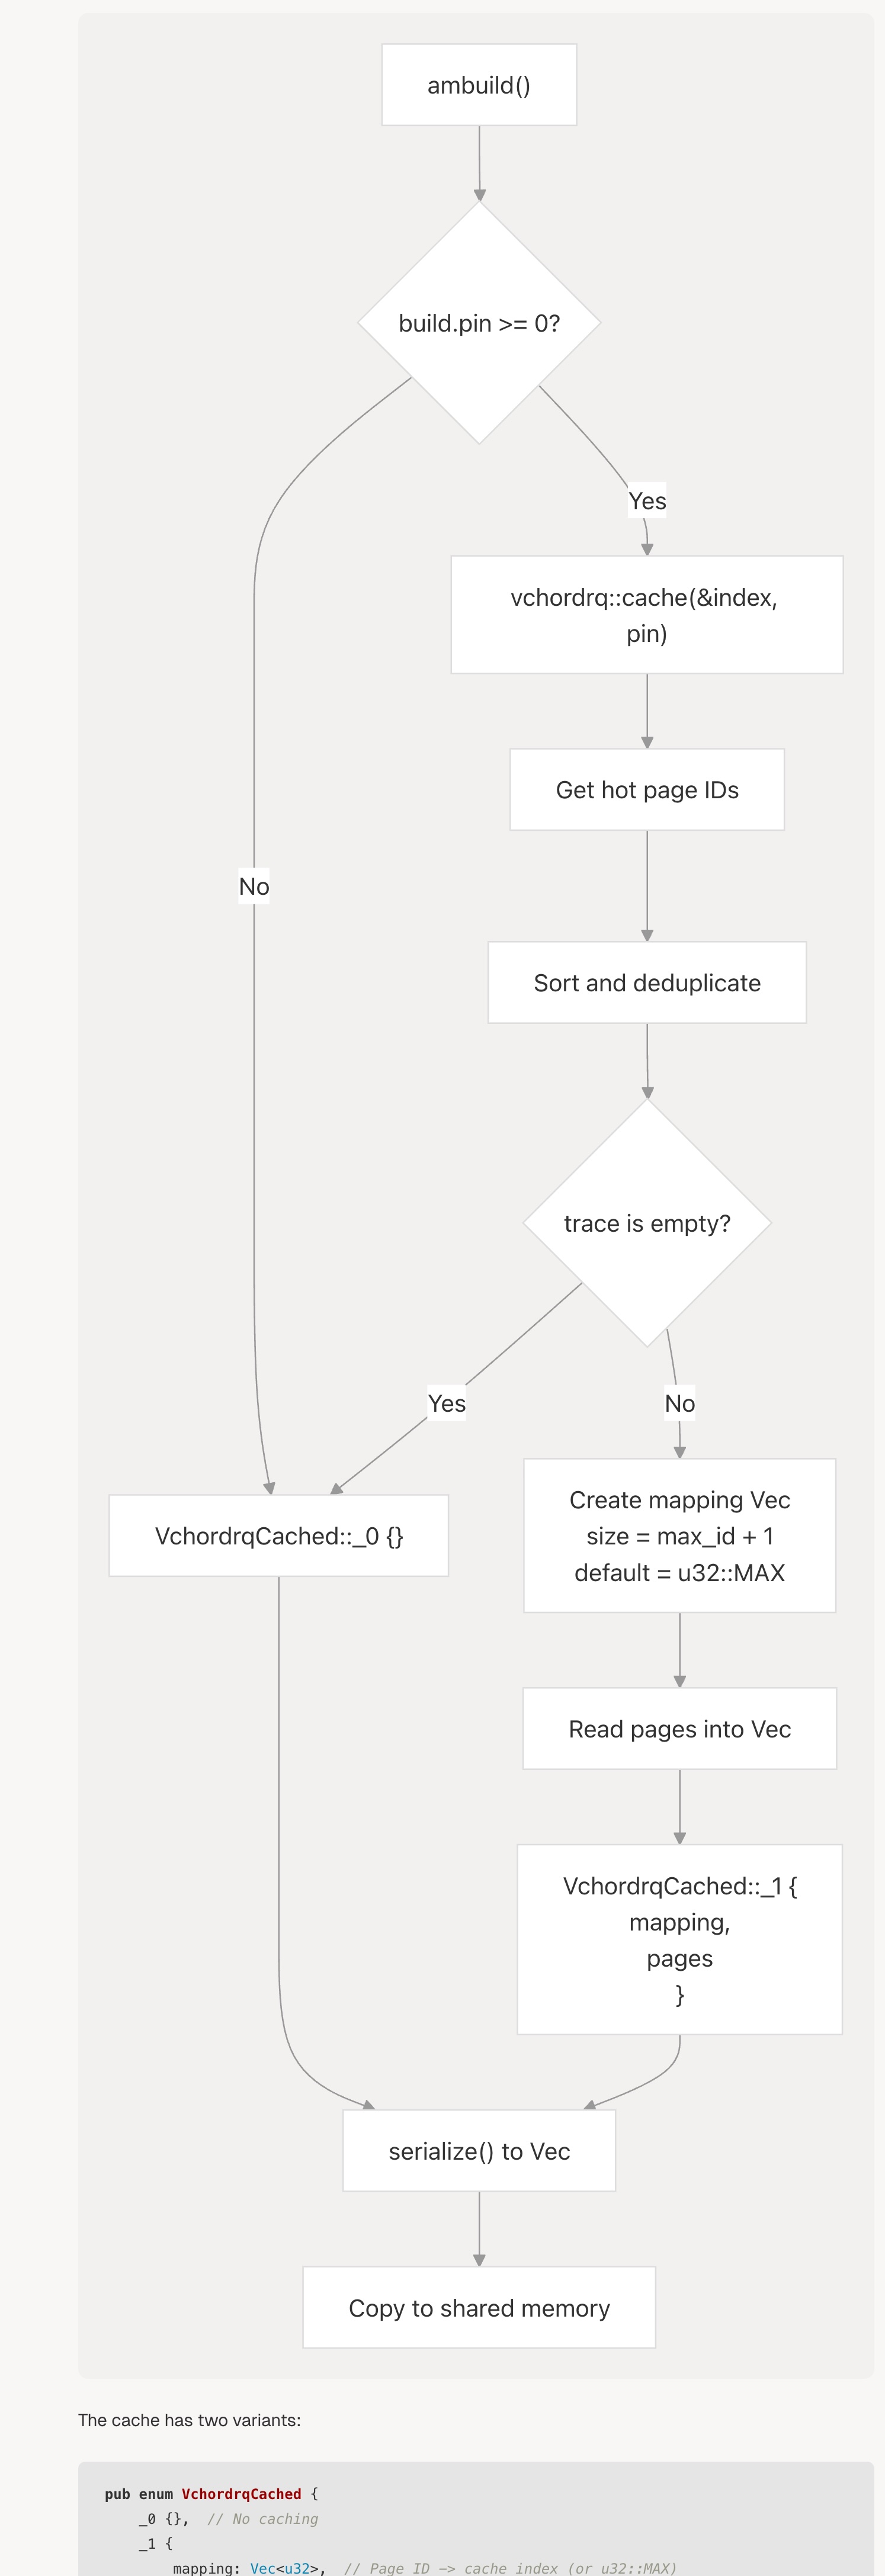 ambuild()
build.pin >= 0?
Yes
vchordrq::cache(&index,
pin)
Get hot page IDs
No
Sort and deduplicate
trace is empty?
Yes
No
VchordrqCached::_0 {}
Create mapping Vec
size = max_id + 1
default = u32::MAX
Read pages into Vec
VchordrqCached::_1 {
mapping,
pages
}
serialize() to Vec
Copy to shared memory
The cache has two variants:
pub enum VchordrqCached {
    _0 {},  // No caching
    _1 {
        mapping: Vec<u32>,  // Page ID -> cache index (or u32::MAX)